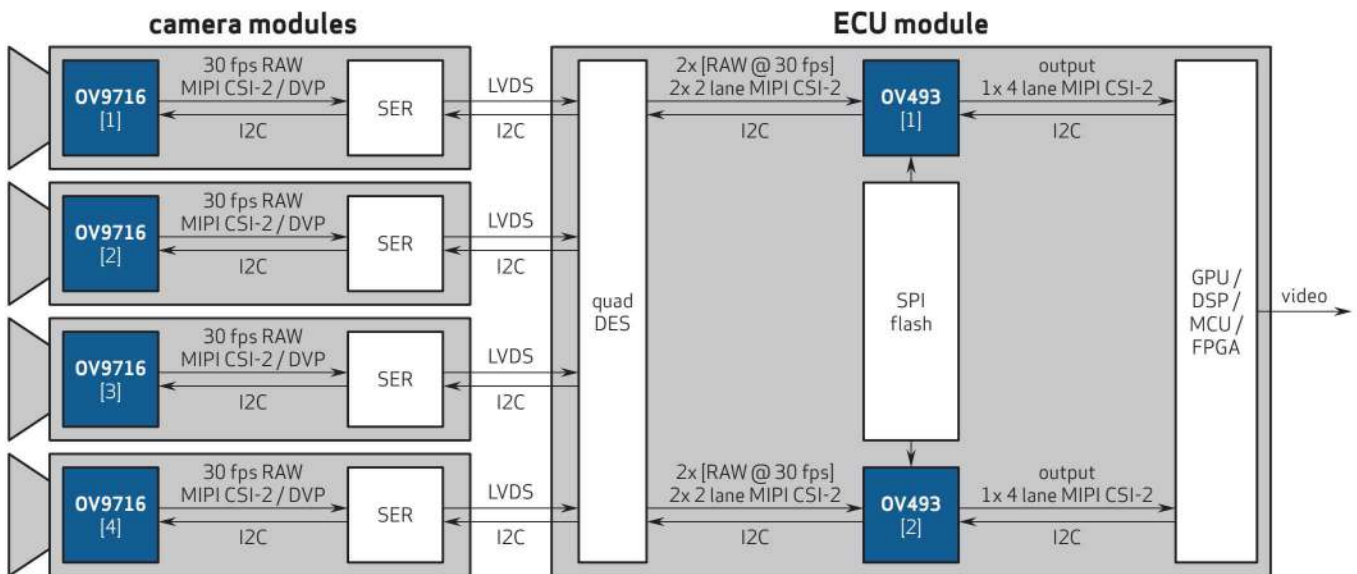 camera modules
ECU module
30 fps RAW
MIPI CSI-2 / DVP
OV9716
[1]
I2C
SER
LVDS
I2C
30 fps RAW
MIPI CSI-2 / DVP
OV9716
[2]
I2C
SER
LVDS
I2C
30 fps RAW
MIPI CSI-2 / DVP
OV9716
[3]
I2C
SER
LVDS
I2C
30 fps RAW
MIPI CSI-2 / DVP
OV9716
[4]
I2C
SER
LVDS
I2C
quad
DES
2x [RAW @ 30 fps]
2x 2 lane MIPI CSI-2
I2C
OV493
[1]
output
1x 4 lane MIPI CSI-2
I2C
SPI
flash
2x [RAW @ 30 fps]
2x 2 lane MIPI CSI-2
I2C
OV493
[2]
output
1x 4 lane MIPI CSI-2
I2C
GPU /
DSP /
MCU /
FPGA
video